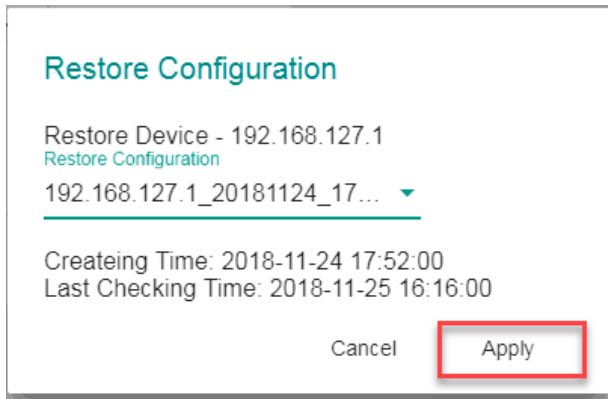 Restore Configuration
Restore Device - 192.168.127.1
Restore Configuration
192.168.127.1_20181124_17...
Createing Time: 2018-11-24 17:52:00
Last Checking Time: 2018-11-25 16:16:00
Cancel Apply